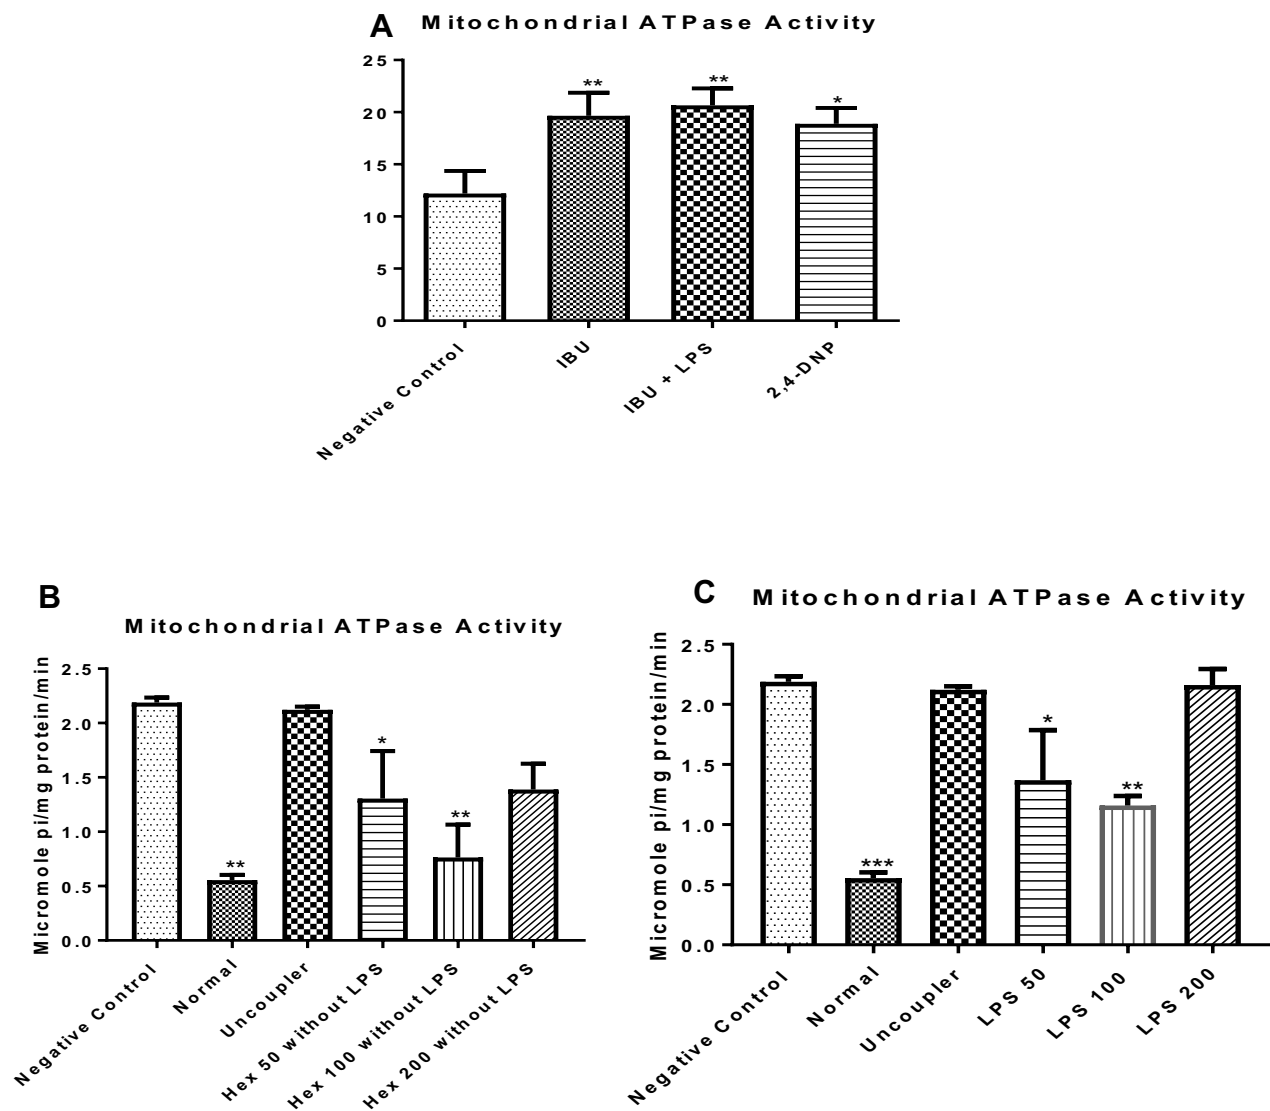 A Mitochondrial ATPase Activity
25
20
15
10
5
0
** ** *
Negative Control IBU IBU + LPS 2,4-DNP
B
Mitochondrial ATPase Activity
Micromole pi/mg protein/min
2.5
2.0
1.5
1.0
0.5
0.0
** * **
Negative Control Normal Uncoupler Hex 50 without LPS Hex 100 without LPS Hex 200 without LPS
C Mitochondrial ATPase Activity
Micromole pi/mg protein/min
2.5
2.0
1.5
1.0
0.5
0.0
*** * **
Negative Control Normal Uncoupler LPS 50 LPS 100 LPS 200